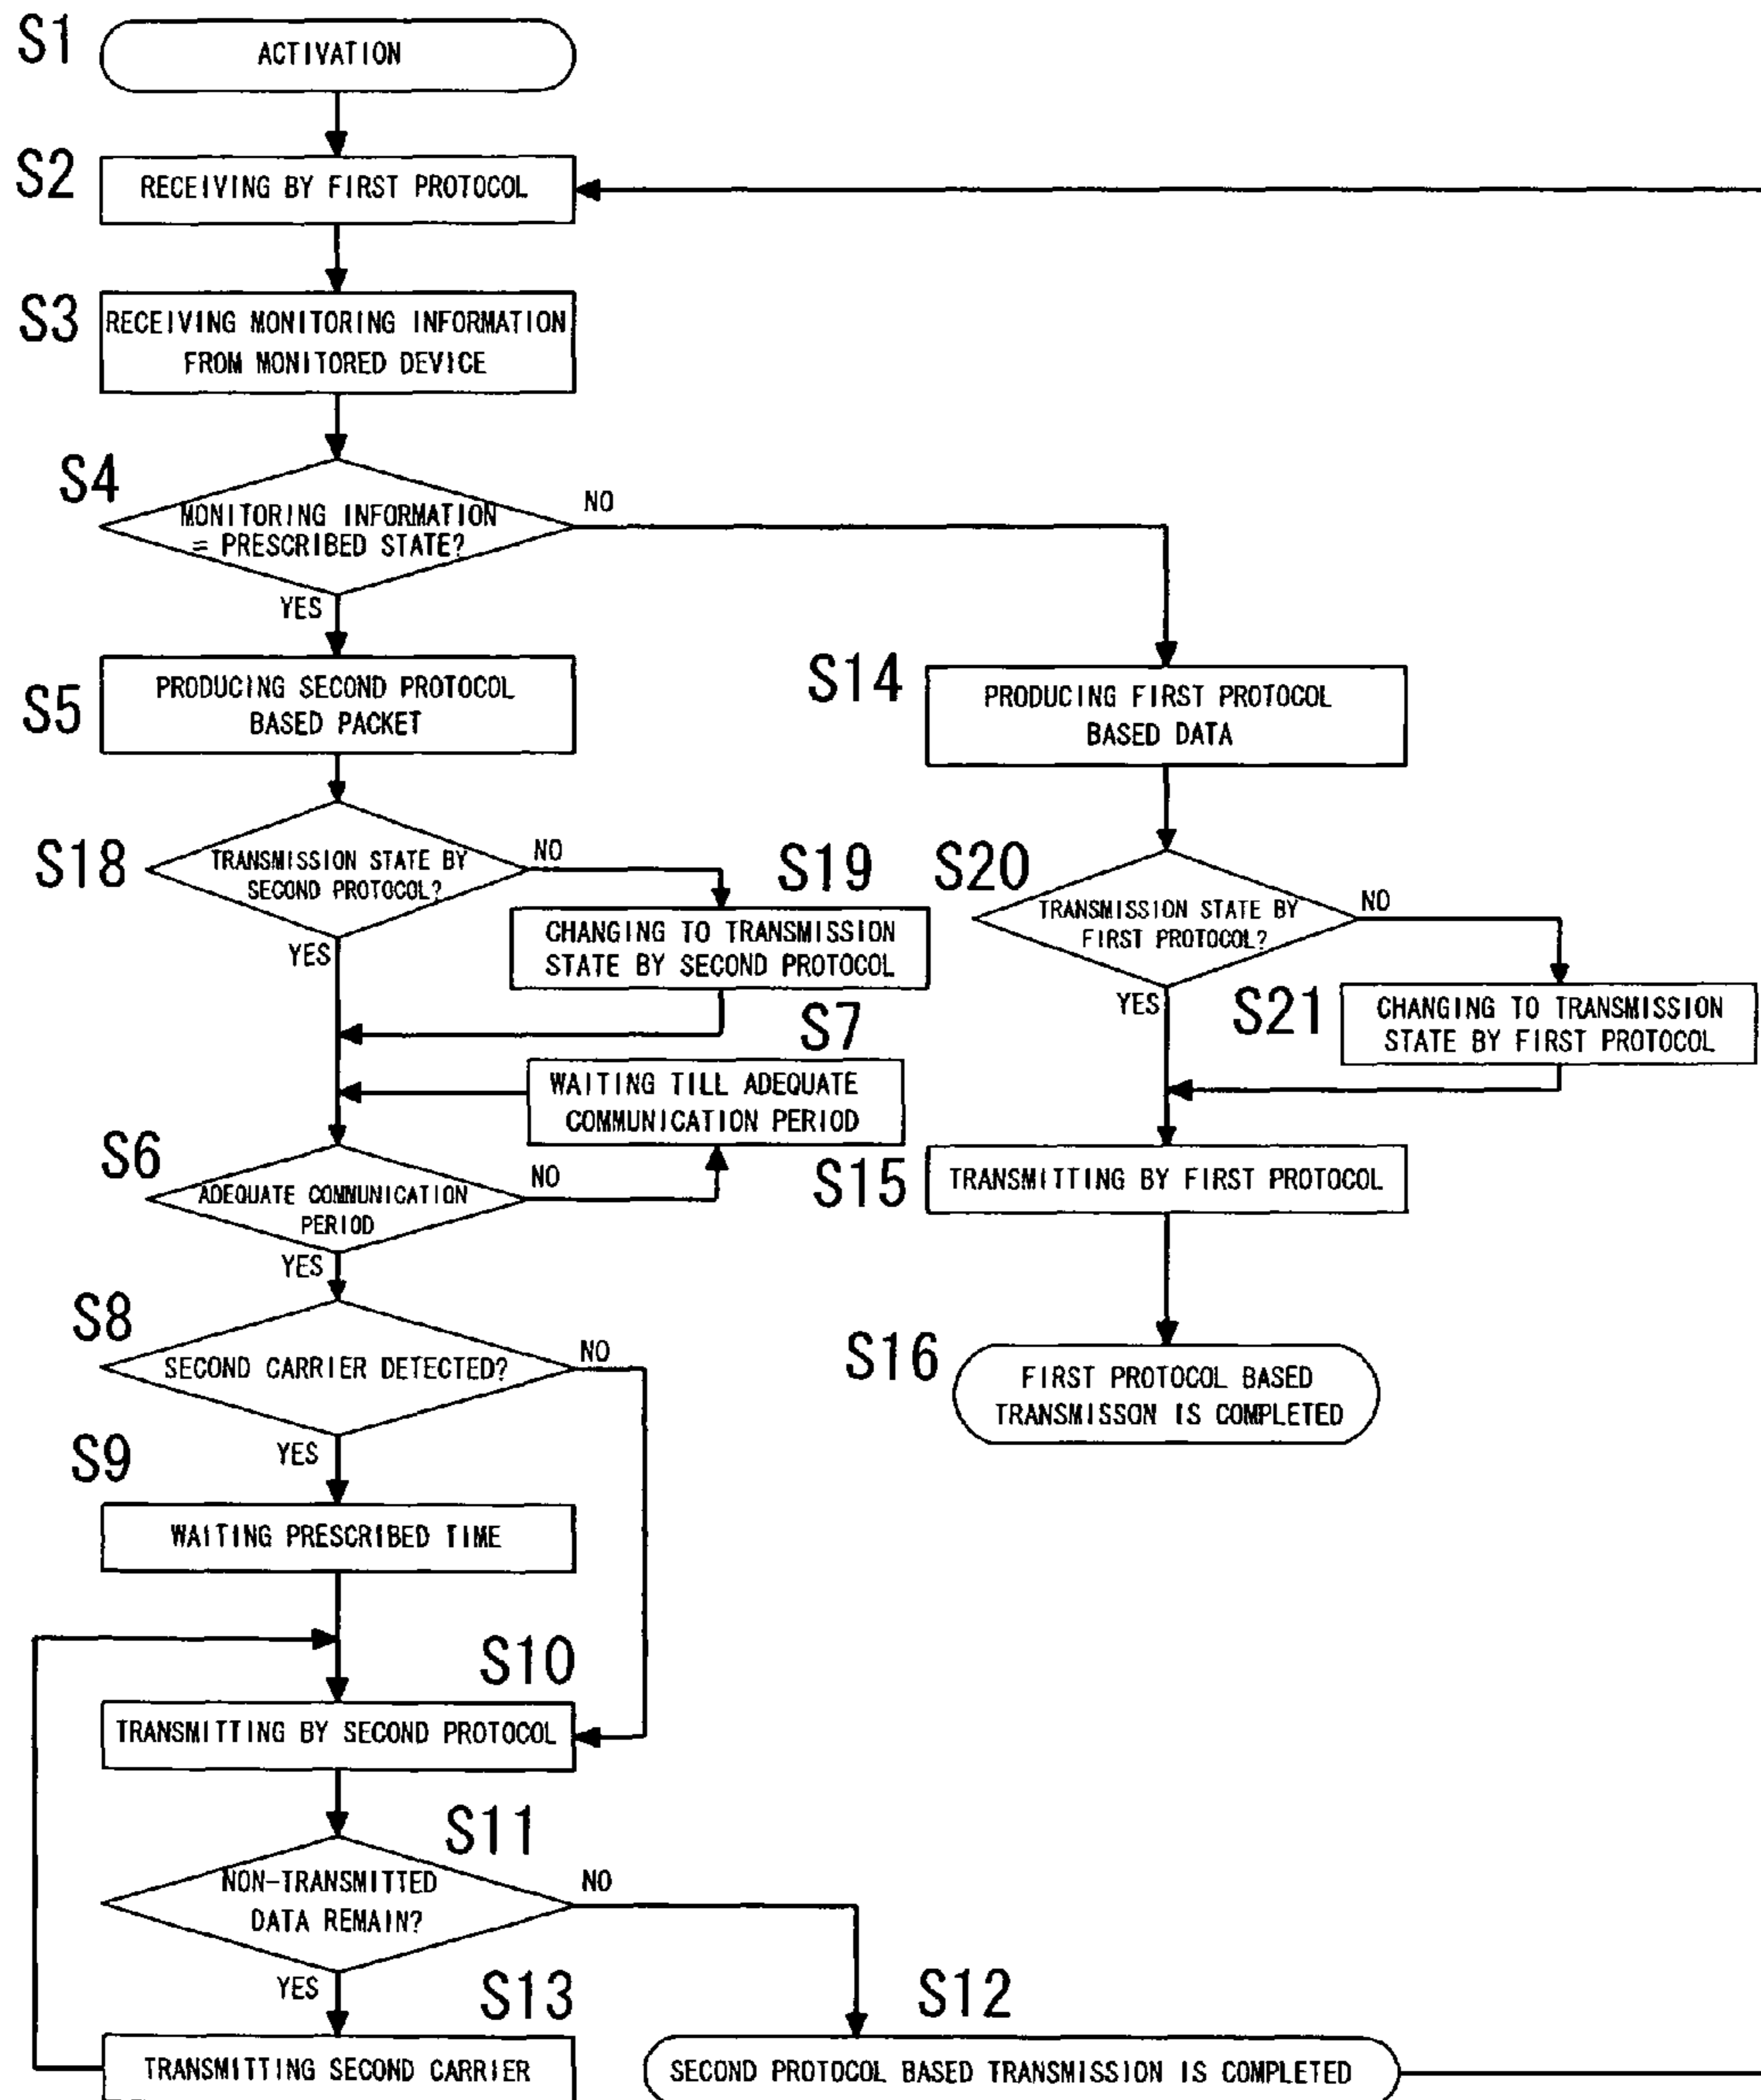 S1
ACTIVATION
S2
RECEIVING BY FIRST PROTOCOL
S3
RECEIVING MONITORING INFORMATION
FROM MONITORED DEVICE
S4
MONITORING INFORMATION
= PRESCRIBED STATE?
NO
YES
S5
PRODUCING SECOND PROTOCOL
BASED PACKET
S14
PRODUCING FIRST PROTOCOL
BASED DATA
S18
TRANSMISSION STATE BY
SECOND PROTOCOL?
NO
YES
S19
CHANGING TO TRANSMISSION
STATE BY SECOND PROTOCOL
S20
TRANSMISSION STATE BY
FIRST PROTOCOL?
NO
YES
S21
CHANGING TO TRANSMISSION
STATE BY FIRST PROTOCOL
S7
WAITING TILL ADEQUATE
COMMUNICATION PERIOD
S6
ADEQUATE COMMUNICATION
PERIOD
NO
YES
S15
TRANSMITTING BY FIRST PROTOCOL
S8
SECOND CARRIER DETECTED?
NO
YES
S16
FIRST PROTOCOL BASED
TRANSMISSON IS COMPLETED
S9
WAITING PRESCRIBED TIME
S10
TRANSMITTING BY SECOND PROTOCOL
S11
NON-TRANSMITTED
DATA REMAIN?
NO
YES
S13
TRANSMITTING SECOND CARRIER
S12
SECOND PROTOCOL BASED TRANSMISSION IS COMPLETED